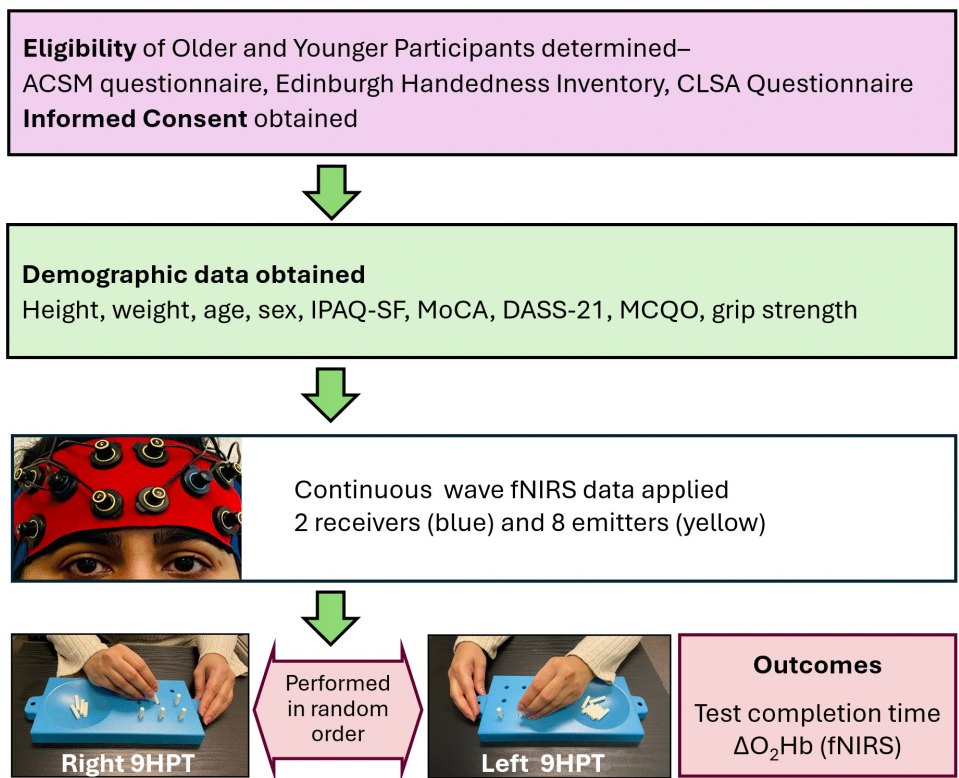 Eligibility of Older and Younger Participants determined–
ACSM questionnaire, Edinburgh Handedness Inventory, CLSA Questionnaire
Informed Consent obtained
Demographic data obtained
Height, weight, age, sex, IPAQ-SF, MoCA, DASS-21, MCQO, grip strength
Continuous wave fNIRS data applied
2 receivers (blue) and 8 emitters (yellow)
Right 9HPT
Performed
in random
order
Left 9HPT
Outcomes
Test completion time
ΔO₂Hb (fNIRS)